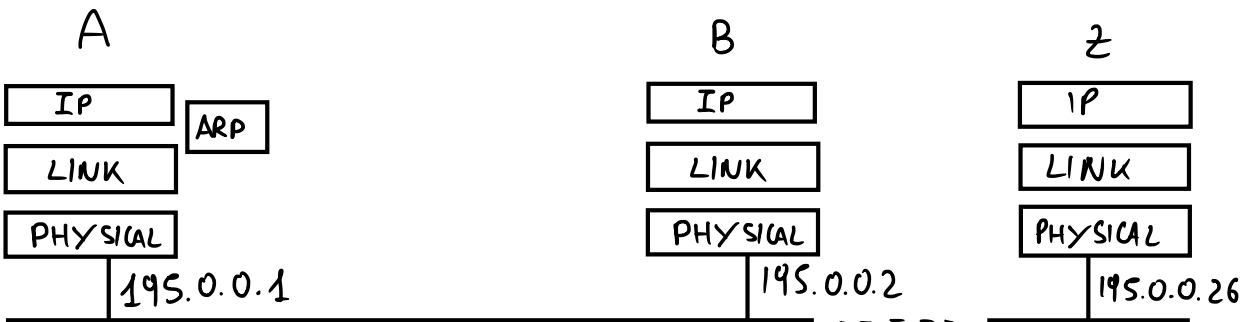 A B Z
IP IP IP
ARP
LINK LINK LINK
PHYSICAL PHYSICAL PHYSICAL
195.0.0.1 195.0.0.2 195.0.0.26